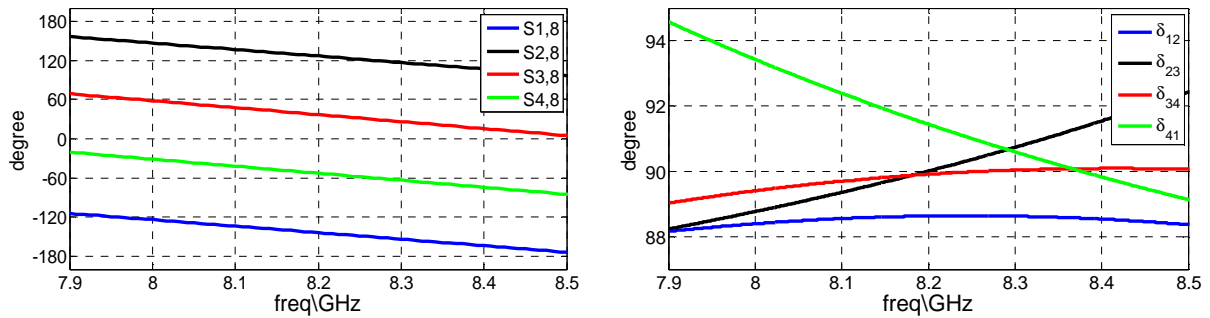 180
120
60
0
-60
-120
-180
degree
7.9
8
8.1
8.2
8.3
8.4
8.5
freq\GHz
S1,8
S2,8
S3,8
S4,8
94
92
90
88
degree
7.9
8
8.1
8.2
8.3
8.4
8.5
freq\GHz
δ12
δ23
δ34
δ41